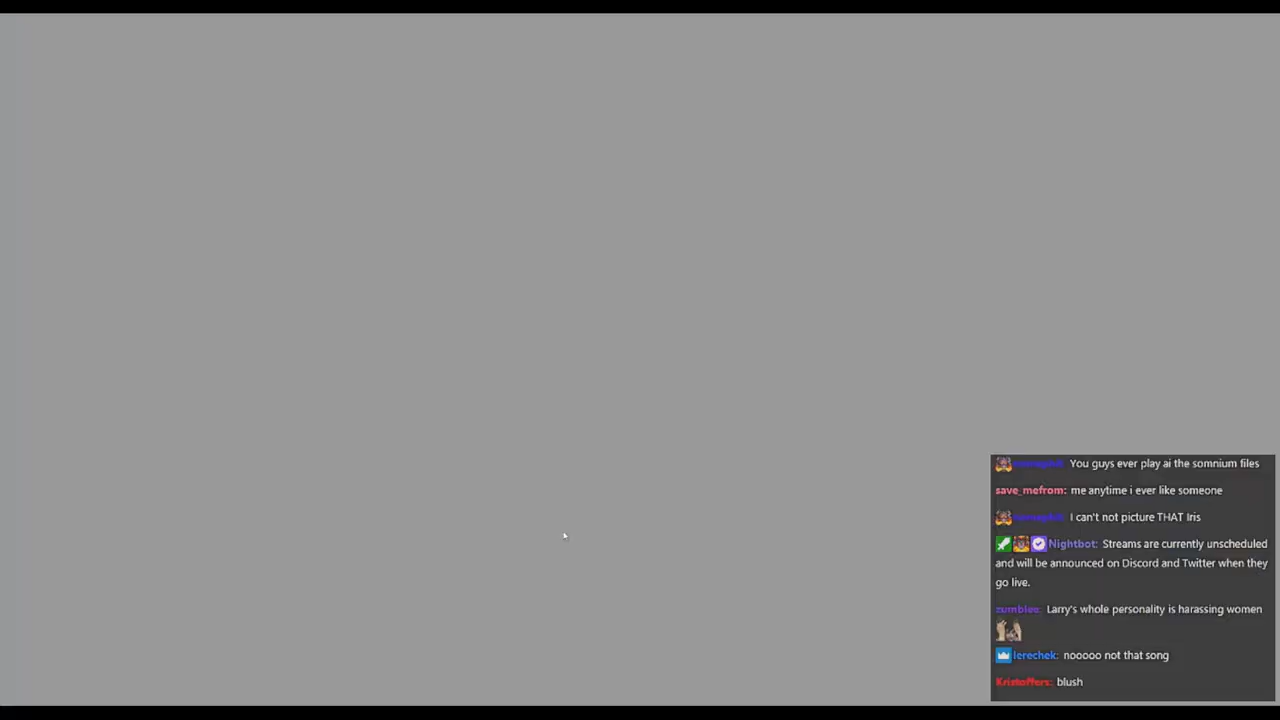 You guys ever play ai the somnium files
save_mefrom: me anytime i ever like someone
I can't not picture THAT Iris
Nightbot: Streams are currently unscheduled
and will be announced on Discord and Twitter when they
go live.
zumbleo: Larry's whole personality is harassing women
lerechek: nooooo not that song
Kristoffers: blush